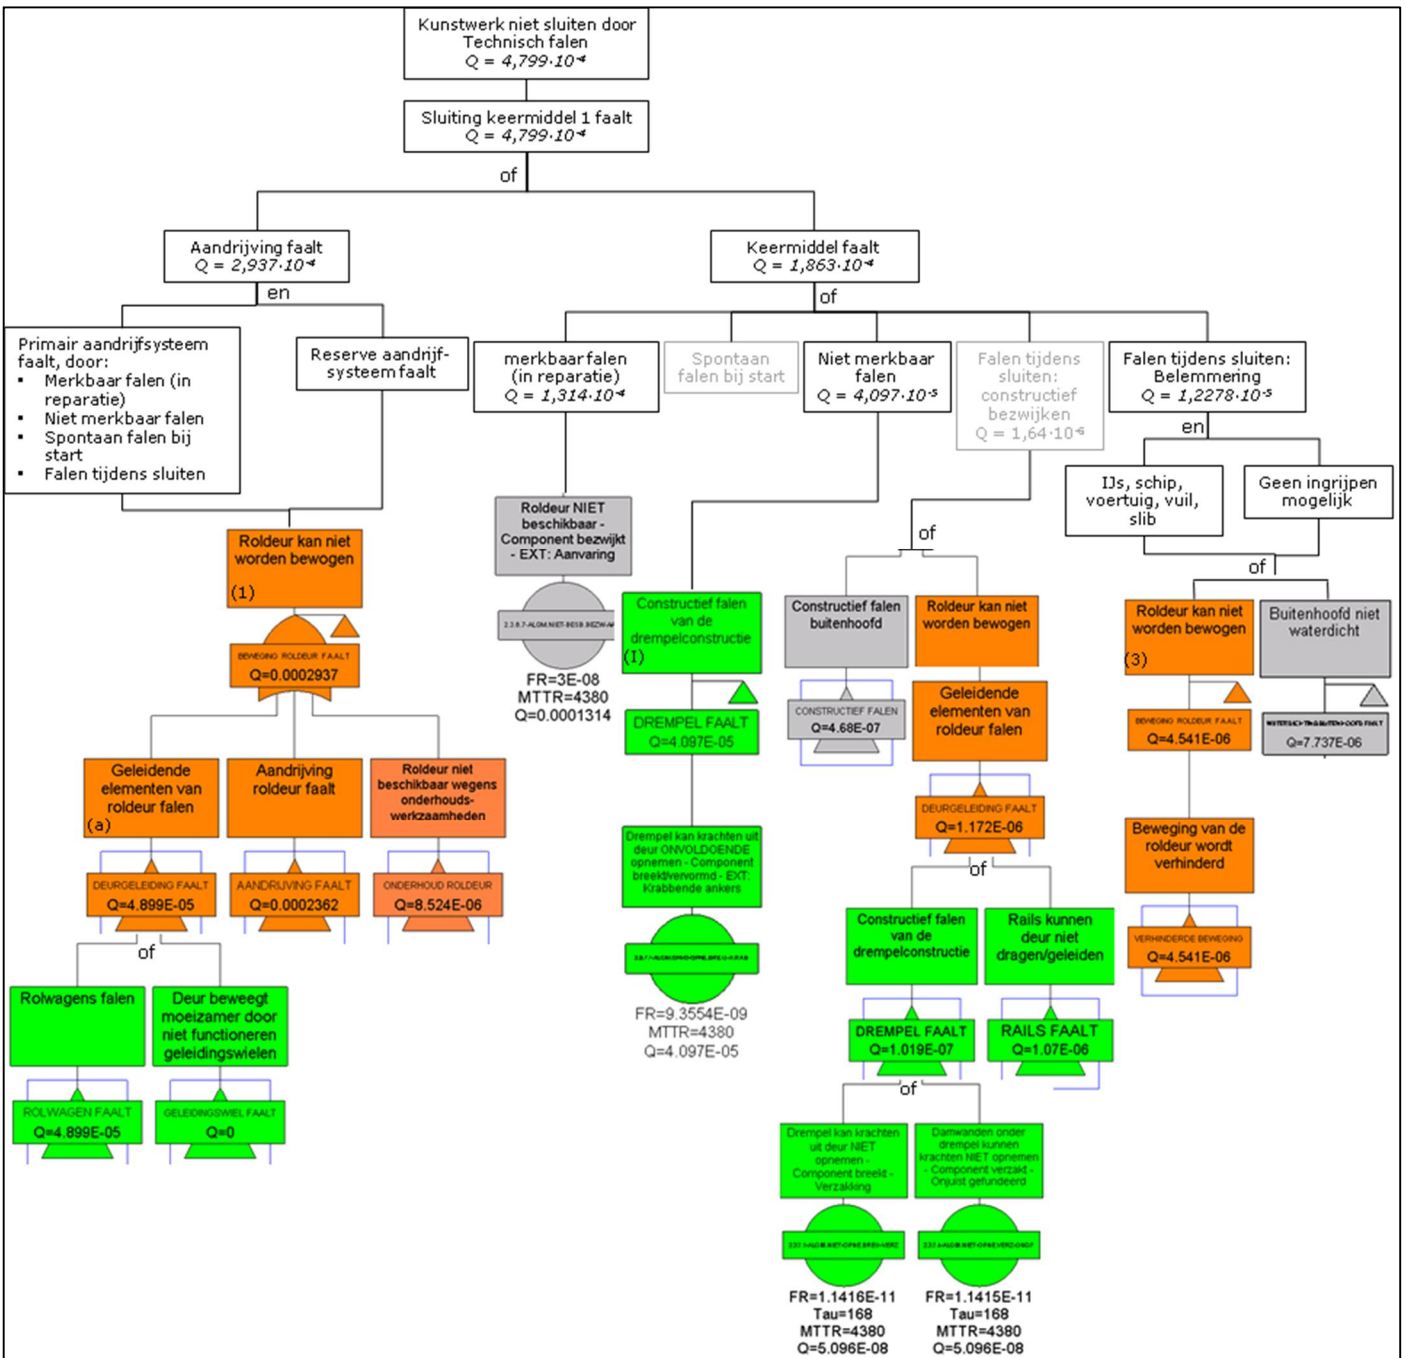 Kunstwerk niet sluiten door
Technisch falen
Q = 4,799·10⁻⁴
Sluiting keermiddel 1 faalt
Q = 4,799·10⁻⁴
of
Aandrijving faalt
Q = 2,937·10⁻⁴
Keermiddel faalt
Q = 1,863·10⁻⁴
en
of
Primair aandrijfsysteem
faalt, door:
▪ Merkbaar falen (in
reparatie)
▪ Niet merkbaar falen
▪ Spontaan falen bij
start
▪ Falen tijdens sluiten
Reserve aandrijf-
systeem faalt
merkbaar falen
(in reparatie)
Q = 1,314·10⁻⁴
Spontaan
falen bij start
Niet merkbaar
falen
Q = 4,097·10⁻⁵
Falen tijdens
sluiten:
constructief
bezwijken
Q = 1,64·10⁻⁶
Falen tijdens sluiten:
Belemmering
Q = 1,2278·10⁻⁵
en
IJs, schip,
voertuig, vuil,
slib
Geen ingrijpen
mogelijk
of
of
Roldeur kan niet
worden bewogen
(1)
BEWEGING ROLDEUR FAALT
Q=0.0002937
Geleidende
elementen van
roldeur falen
(a)
DEURGELEIDING FAALT
Q=4.899E-05
Aandrijving
roldeur faalt
AANDRIJVING FAALT
Q=0.0002362
Roldeur niet
beschikbaar wegens
onderhouds-
werkzaamheden
ONDERHOUD ROLDEUR
Q=8.524E-06
of
Rolwagens falen
ROLWAGEN FAALT
Q=4.899E-05
Deur beweegt
moeizamer door
niet functioneren
geleidingswielen
GELEIDINGSWIEL FAALT
Q=0
Roldeur NIET
beschikbaar -
Component bezwijkt
- EXT: Aanvaring
FR=3E-08
MTTR=4380
Q=0.0001314
Constructief falen
van de
drempelconstructie
(I)
DREMPEL FAALT
Q=4.097E-05
Drempel kan krachten uit
deur ONVOLDOENDE
opnemen - Component
breekt/vervormd - EXT:
Krabbende ankers
FR=9.3554E-09
MTTR=4380
Q=4.097E-05
Constructief falen
buitenhoofd
CONSTRUCTIEF FALEN
Q=4.68E-07
Roldeur kan niet
worden bewogen
Geleidende
elementen van
roldeur falen
DEURGELEIDING FAALT
Q=1.172E-06
of
Constructief falen
van de
drempelconstructie
DREMPEL FAALT
Q=1.019E-07
Rails kunnen
deur niet
dragen/geleiden
RAILS FAALT
Q=1.07E-06
of
Drempel kan krachten
uit deur NIET
opnemen -
Component breekt -
Verzakking
FR=1.1416E-11
Tau=168
MTTR=4380
Q=5.096E-08
Damwanden onder
drempel kunnen
krachten NIET opnemen
- Component verzakt -
Onjuist gefundeerd
FR=1.1415E-11
Tau=168
MTTR=4380
Q=5.096E-08
Roldeur kan niet
worden bewogen
(3)
BEWEGING ROLDEUR FAALT
Q=4.541E-06
Beweging van de
roldeur wordt
verhinderd
VERHINDERDE BEWEGING
Q=4.541E-06
Buitenhoofd niet
waterdicht
Q=7.737E-06